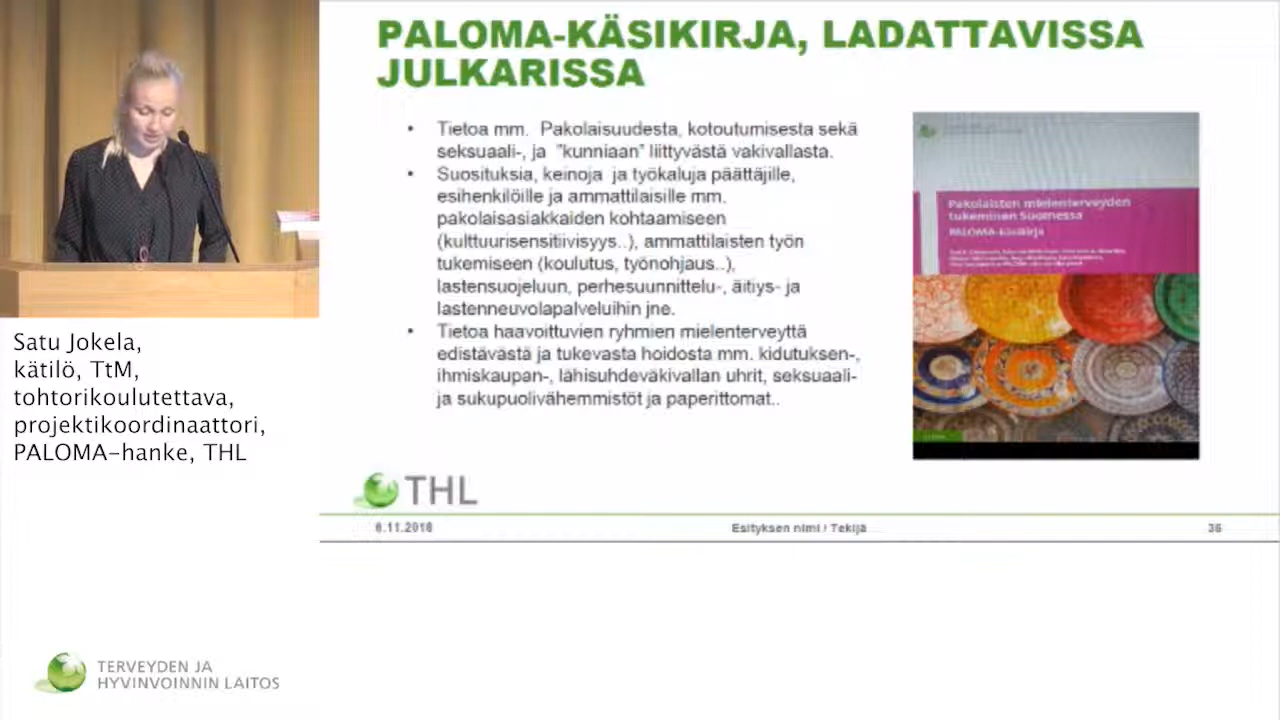 PALOMA-KÄSIKIRJA, LADATTAVISSA
JULKARISSA
• Tietoa mm. Pakolaisuudesta, kotoutumisesta sekä
seksuaali-, ja "kunniaan" liittyvästä vakivallasta.
• Suosituksia, keinoja ja työkaluja päättäjille,
esihenkilöille ja ammattilaisille mm.
pakolaisasiakkaiden kohtaamiseen
(kulttuurisensitiivisyys..), ammattilaisten työn
tukemiseen (koulutus, työnohjaus..),
lastensuojeluun, perhesuunnittelu-, äitiys- ja
lastenneuvolapalveluihin jne.
• Tietoa haavoittuvien ryhmien mielenterveyttä
edistävästä ja tukevasta hoidosta mm. kidutuksen-,
ihmiskaupan-, lähisuhdeväkivallan uhrit, seksuaali-
ja sukupuolivähemmistöt ja paperittomat..
Pakolaisten mielenterveyden
tukeminen Suomessa
PALOMA-käsikirja
THL
Esityksen nimi / Tekijä
36
Satu Jokela,
kätilö, TtM,
tohtorikoulutettava,
projektikoordinaattori,
PALOMA-hanke, THL
TERVEYDEN JA
HYVINVOINNIN LAITOS